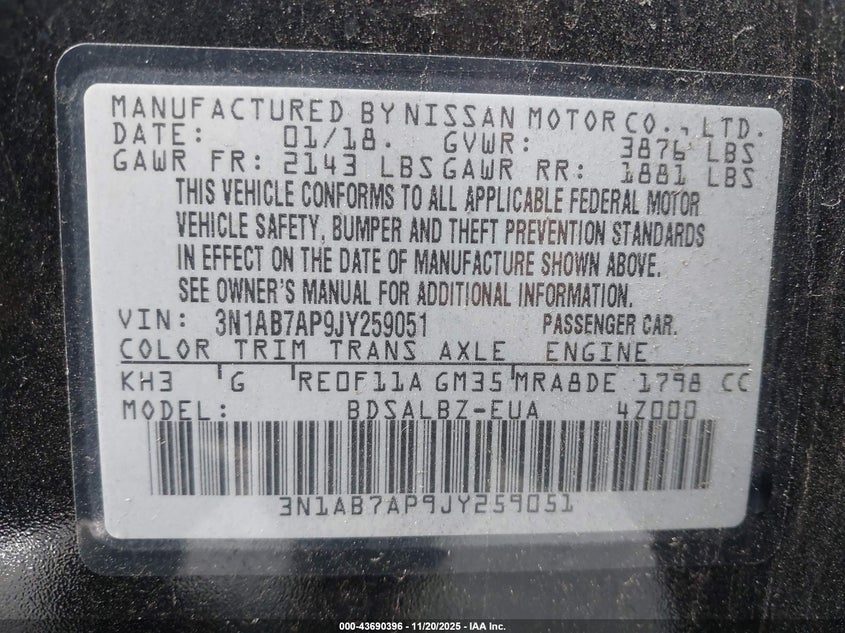 MANUFACTURED BY NISSAN MOTOR CO., LTD.
DATE: 01/18. GVWR: 3876 LBS
GAWR FR: 2143 LBS GAWR RR: 1881 LBS
THIS VEHICLE CONFORMS TO ALL APPLICABLE FEDERAL MOTOR
VEHICLE SAFETY, BUMPER AND THEFT PREVENTION STANDARDS
IN EFFECT ON THE DATE OF MANUFACTURE SHOWN ABOVE.
SEE OWNER'S MANUAL FOR ADDITIONAL INFORMATION.
VIN: 3N1AB7AP9JY259051 PASSENGER CAR.
COLOR TRIM TRANS AXLE ENGINE
KH3 G RE0F11A GM35 MRA8DE 1798 CC
MODEL: BDSALBZ-EUA 4Z000
3N1AB7AP9JY259051
000-43690396 - 11/20/2025 - IAA Inc.